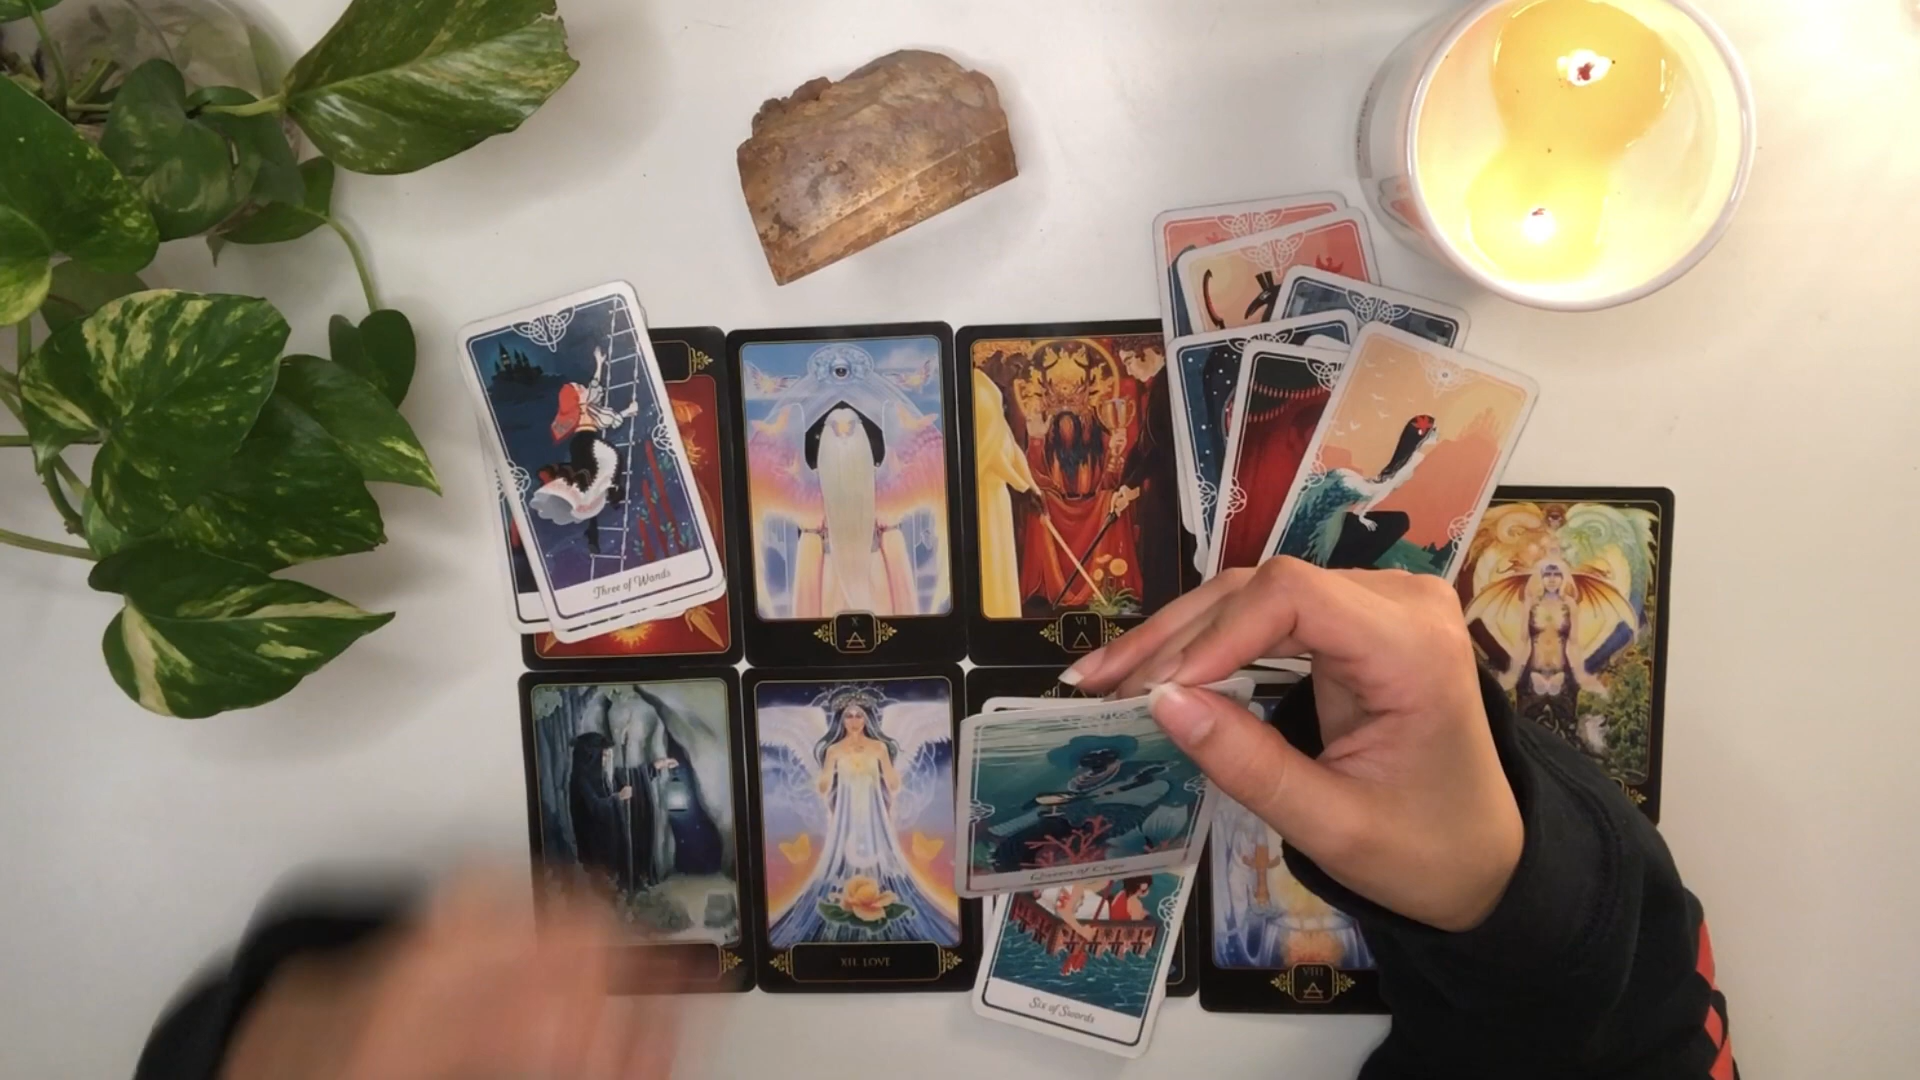 Three of Wands
X
VI
Queen of Cups
XII. LOVE
VIII
Six of Swords